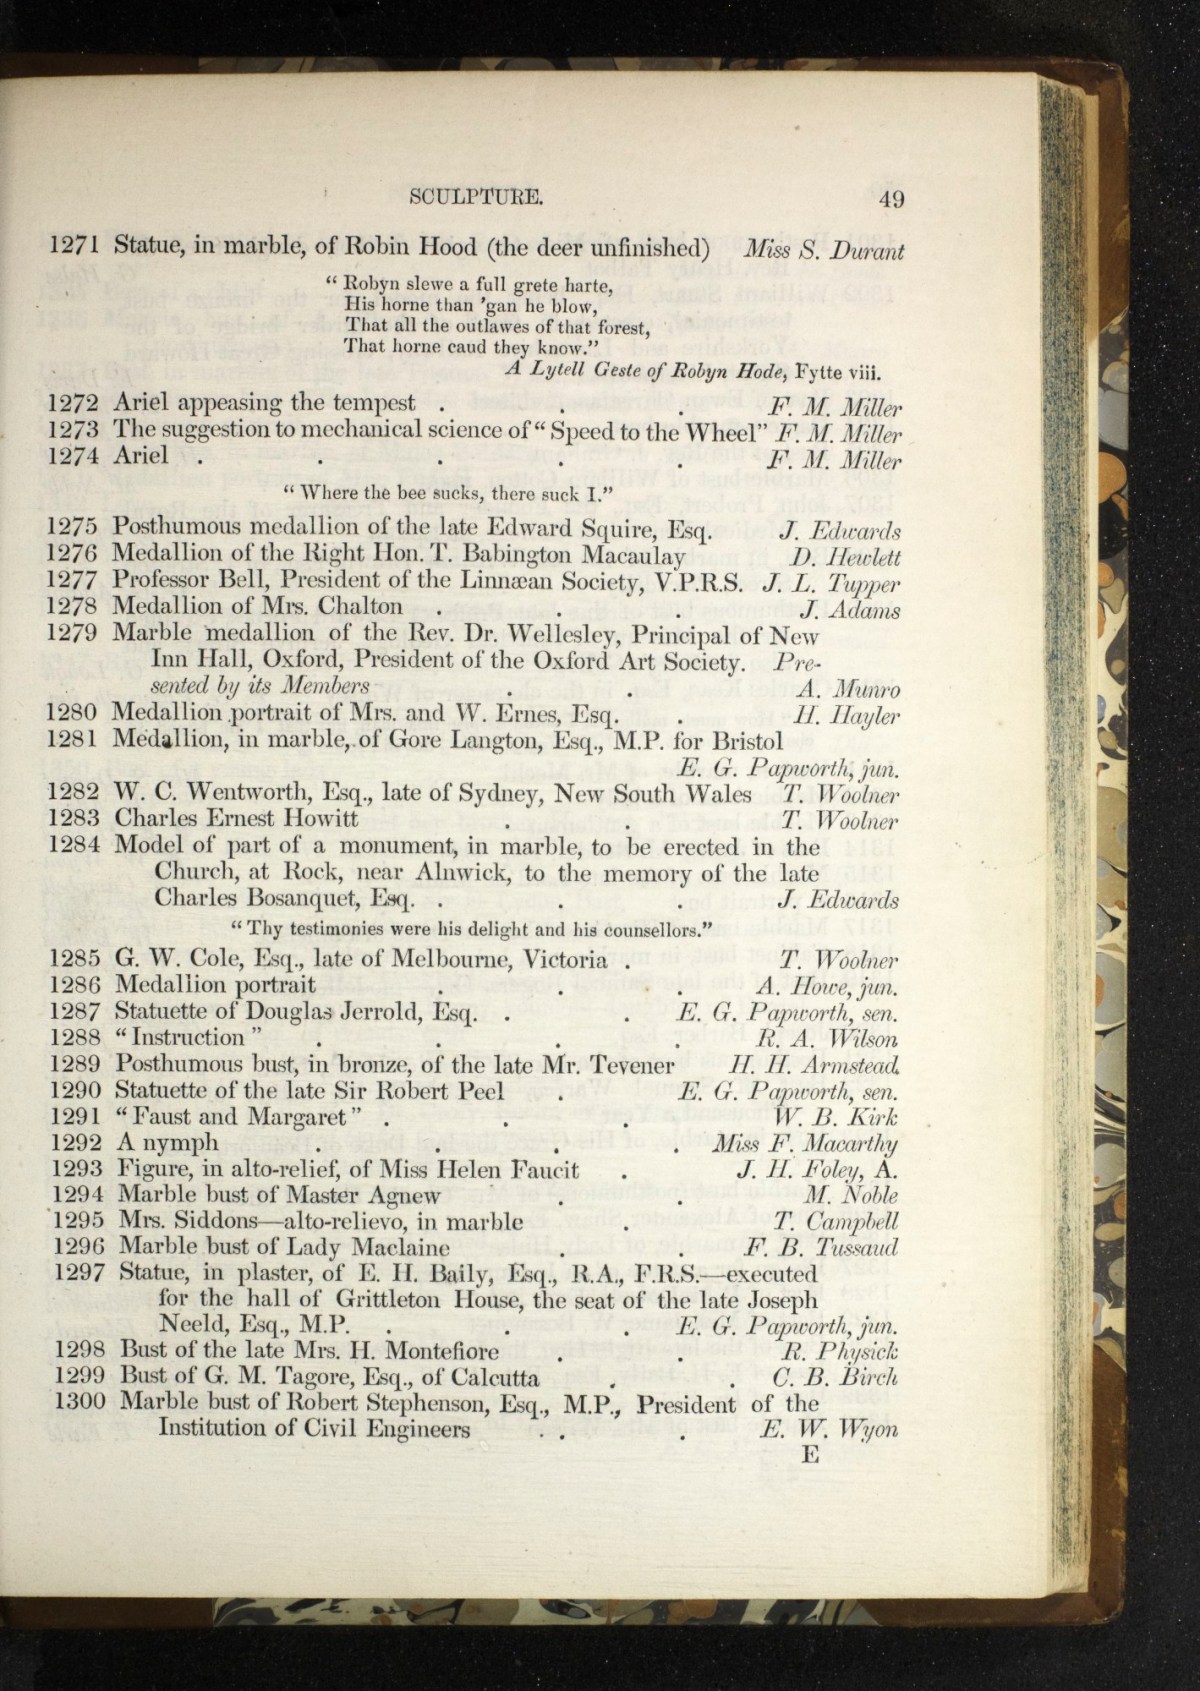 SCULPTURE. 49
1271 Statue, in marble, of Robin Hood (the deer unfinished) Miss S. Durant
“ Robyn slewe a full grete harte,
His horne than 'gan he blow,
That all the outlawes of that forest,
That horne caud they know.”
A Lytell Geste of Robyn Hode, Fytte viii.
1272 Ariel appeasing the tempest . . . F. M. Miller
1273 The suggestion to mechanical science of “ Speed to the Wheel” F. M. Miller
1274 Ariel . . . . . F. M. Miller
“ Where the bee sucks, there suck I.”
1275 Posthumous medallion of the late Edward Squire, Esq. J. Edwards
1276 Medallion of the Right Hon. T. Babington Macaulay D. Hewlett
1277 Professor Bell, President of the Linnæan Society, V.P.R.S. J. L. Tupper
1278 Medallion of Mrs. Chalton . . . J. Adams
1279 Marble medallion of the Rev. Dr. Wellesley, Principal of New
Inn Hall, Oxford, President of the Oxford Art Society. Pre-
sented by its Members . . A. Munro
1280 Medallion portrait of Mrs. and W. Ernes, Esq. . H. Hayler
1281 Medallion, in marble, of Gore Langton, Esq., M.P. for Bristol
E. G. Papworth, jun.
1282 W. C. Wentworth, Esq., late of Sydney, New South Wales T. Woolner
1283 Charles Ernest Howitt . . T. Woolner
1284 Model of part of a monument, in marble, to be erected in the
Church, at Rock, near Alnwick, to the memory of the late
Charles Bosanquet, Esq. . . . J. Edwards
“ Thy testimonies were his delight and his counsellors.”
1285 G. W. Cole, Esq., late of Melbourne, Victoria . T. Woolner
1286 Medallion portrait . . . A. Howe, jun.
1287 Statuette of Douglas Jerrold, Esq. . . E. G. Papworth, sen.
1288 “ Instruction ” . . . . R. A. Wilson
1289 Posthumous bust, in bronze, of the late Mr. Tevener H. H. Armstead.
1290 Statuette of the late Sir Robert Peel . E. G. Papworth, sen.
1291 “ Faust and Margaret ” . . . W. B. Kirk
1292 A nymph . . . . Miss F. Macarthy
1293 Figure, in alto-relief, of Miss Helen Faucit . J. H. Foley, A.
1294 Marble bust of Master Agnew . . M. Noble
1295 Mrs. Siddons—alto-relievo, in marble . T. Campbell
1296 Marble bust of Lady Maclaine . . F. B. Tussaud
1297 Statue, in plaster, of E. H. Baily, Esq., R.A., F.R.S.—executed
for the hall of Grittleton House, the seat of the late Joseph
Neeld, Esq., M.P. . . . E. G. Papworth, jun.
1298 Bust of the late Mrs. H. Montefiore . . R. Physick
1299 Bust of G. M. Tagore, Esq., of Calcutta . . C. B. Birch
1300 Marble bust of Robert Stephenson, Esq., M.P., President of the
Institution of Civil Engineers . . . E. W. Wyon
E